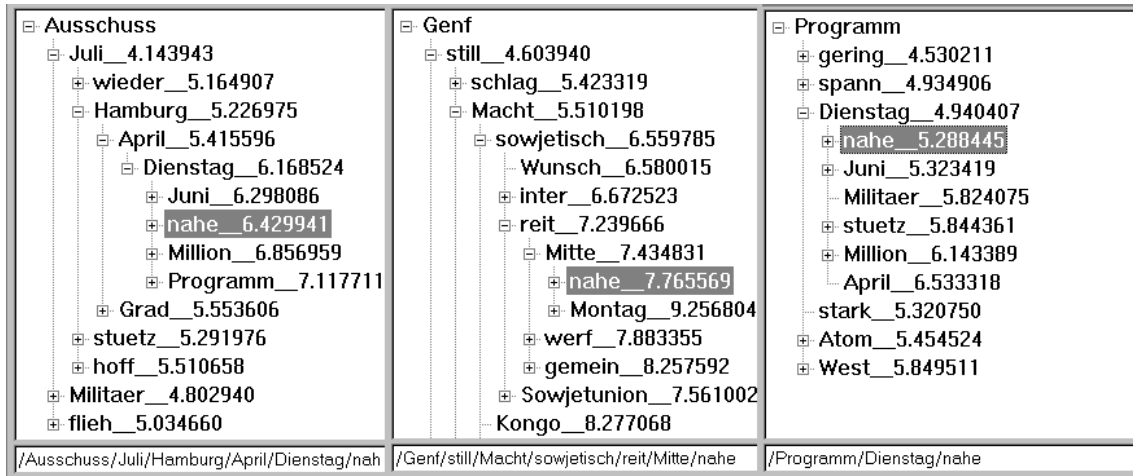 Ausschuss
Juli__4.143943
wieder__5.164907
Hamburg__5.226975
April__5.415596
Dienstag__6.168524
Juni__6.298086
nahe__6.429941
Million__6.856959
Programm__7.117711
Grad__5.553606
stuetz__5.291976
hoff__5.510658
Militaer__4.802940
flieh__5.034660
/Ausschuss/Juli/Hamburg/April/Dienstag/nah
Genf
still__4.603940
schlag__5.423319
Macht__5.510198
sowjetisch__6.559785
Wunsch__6.580015
inter__6.672523
reit__7.239666
Mitte__7.434831
nahe__7.765569
Montag__9.256804
werf__7.883355
gemein__8.257592
Sowjetunion__7.561002
Kongo__8.277068
/Genf/still/Macht/sowjetisch/reit/Mitte/nahe
Programm
gering__4.530211
spann__4.934906
Dienstag__4.940407
nahe__5.288445
Juni__5.323419
Militaer__5.824075
stuetz__5.844361
Million__6.143389
April__6.533318
stark__5.320750
Atom__5.454524
West__5.849511
/Programm/Dienstag/nahe